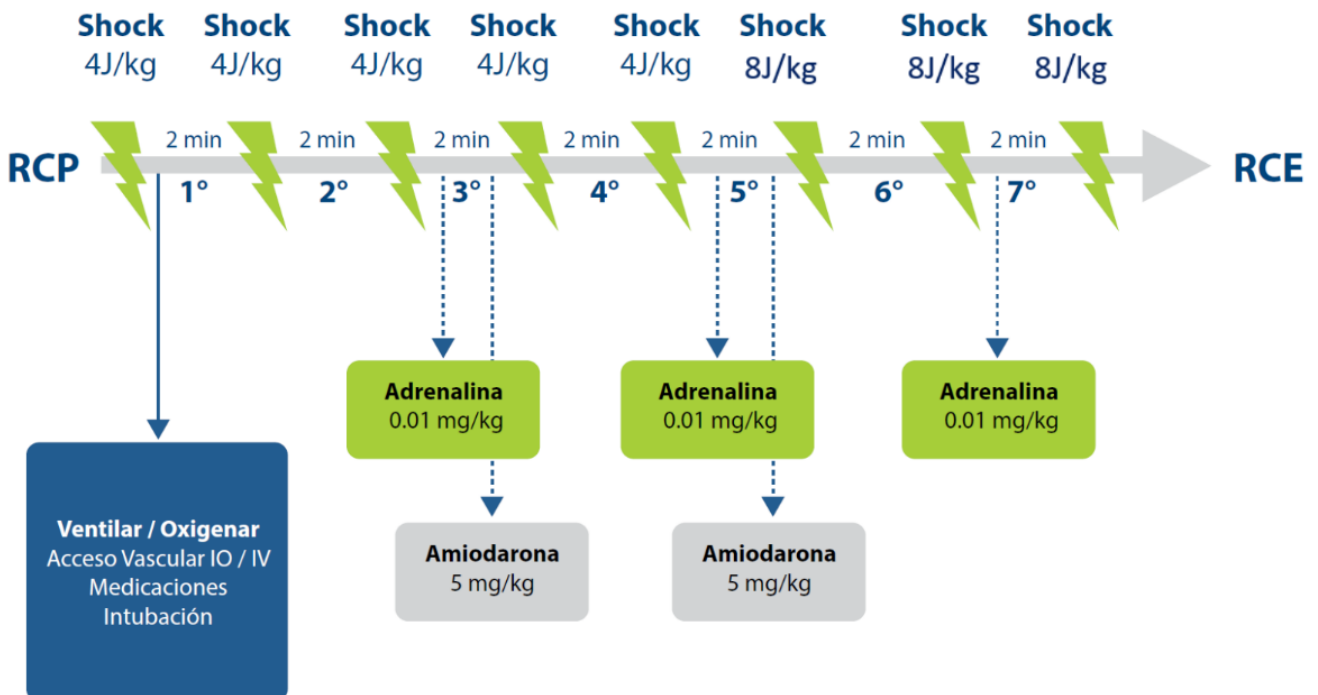 Shock Shock Shock Shock Shock Shock Shock Shock
4J/kg 4J/kg 4J/kg 4J/kg 4J/kg 8J/kg 8J/kg 8J/kg
2 min 2 min 2 min 2 min 2 min 2 min 2 min
RCP RCE
1° 2° 3° 4° 5° 6° 7°
Adrenalina
0.01 mg/kg
Adrenalina
0.01 mg/kg
Adrenalina
0.01 mg/kg
Ventilar / Oxigenar
Acceso Vascular IO / IV
Medicaciones
Intubación
Amiodarona
5 mg/kg
Amiodarona
5 mg/kg